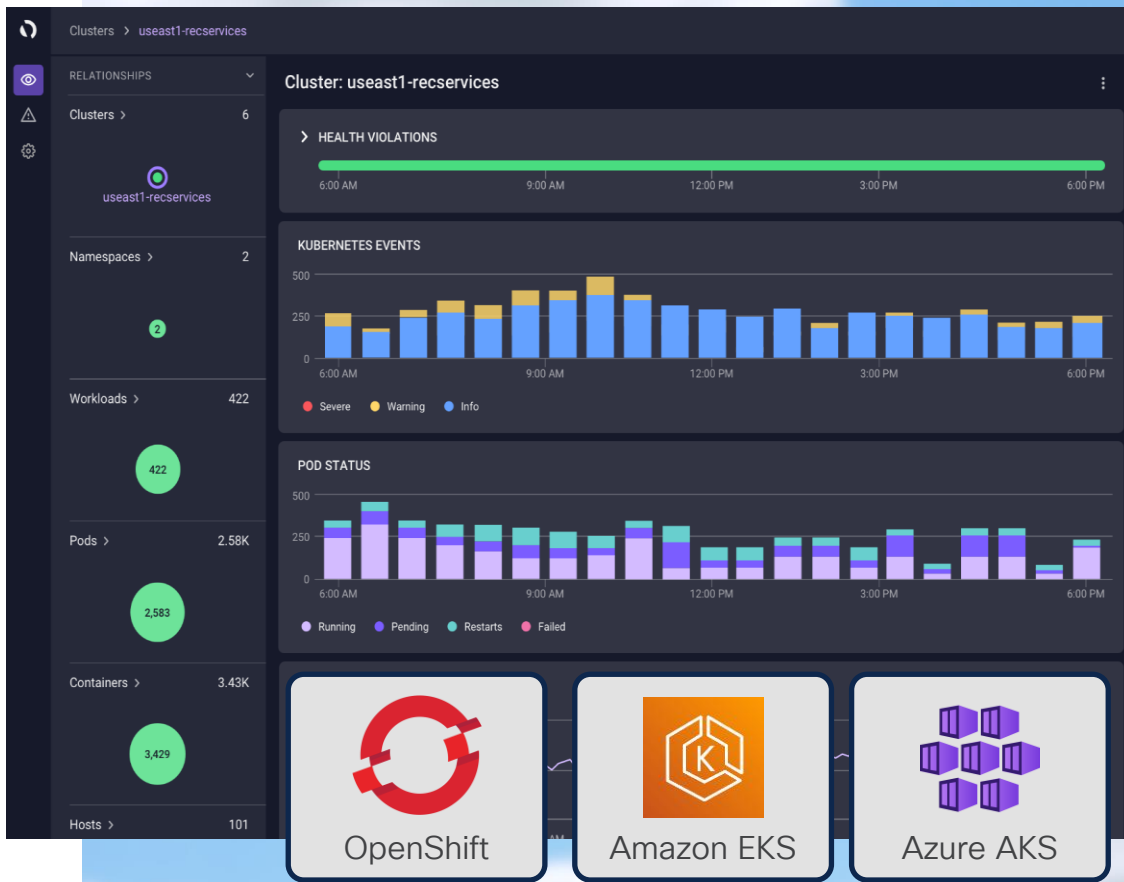 Clusters > useast1-recservices
RELATIONSHIPS
Clusters > 6
useast1-recservices
Namespaces > 2
2
Workloads > 422
422
Pods > 2.58K
2,583
Containers > 3.43K
3,429
Hosts > 101
Cluster: useast1-recservices
> HEALTH VIOLATIONS
6:00 AM 9:00 AM 12:00 PM 3:00 PM 6:00 PM
KUBERNETES EVENTS
500
250
0
6:00 AM 9:00 AM 12:00 PM 3:00 PM 6:00 PM
Severe Warning Info
POD STATUS
500
250
0
6:00 AM 9:00 AM 12:00 PM 3:00 PM 6:00 PM
Running Pending Restarts Failed
K
OpenShift Amazon EKS Azure AKS